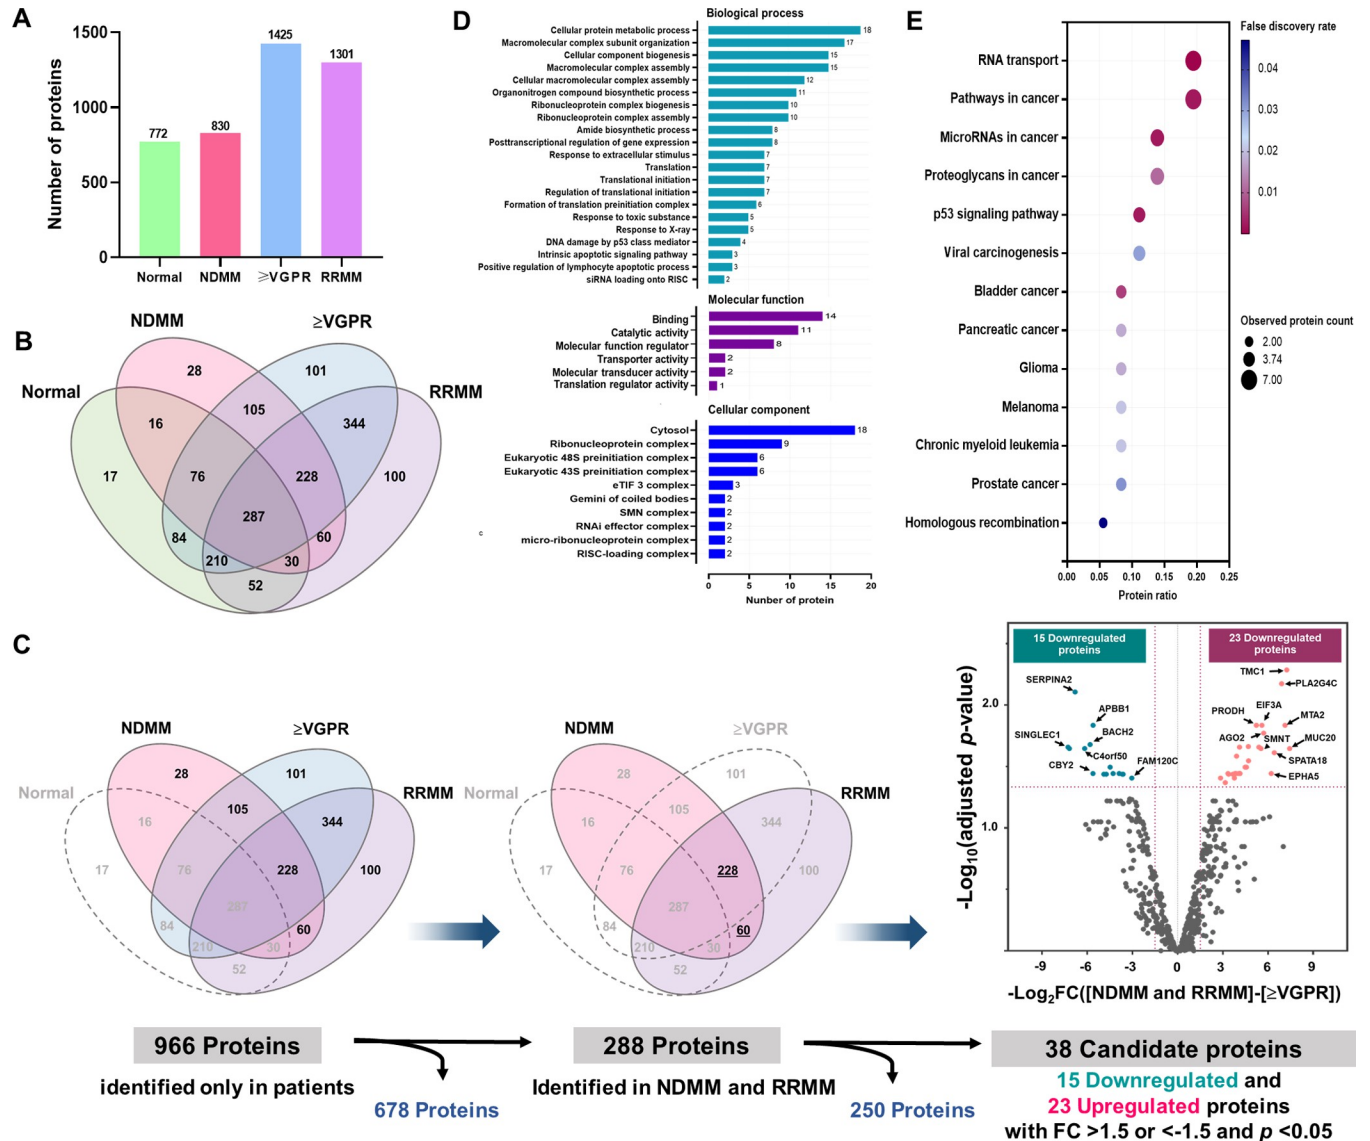 A
Number of proteins
1500
1000
500
0
772
830
1425
1301
Normal
NDMM
≥VGPR
RRMM
B
NDMM
≥VGPR
Normal
RRMM
28
101
16
105
344
17
76
228
100
287
84
60
210
30
52
D
Biological process
Cellular protein metabolic process 18
Macromolecular complex subunit organization 17
Cellular component biogenesis 15
Macromolecular complex assembly 15
Cellular macromolecular complex assembly 12
Organonitrogen compound biosynthetic process 11
Ribonucleoprotein complex biogenesis 10
Ribonucleoprotein complex assembly 10
Amide biosynthetic process 8
Posttranscriptional regulation of gene expression 8
Response to extracellular stimulus 7
Translation 7
Translational initiation 7
Regulation of translational initiation 7
Formation of translation preinitiation complex 6
Response to toxic substance 5
Response to X-ray 5
DNA damage by p53 class mediator 4
Intrinsic apoptotic signaling pathway 3
Positive regulation of lymphocyte apoptotic process 3
siRNA loading onto RISC 2
Molecular function
Binding 14
Catalytic activity 11
Molecular function regulator 8
Transporter activity 2
Molecular transducer activity 2
Translation regulator activity 1
Cellular component
Cytosol 18
Ribonucleoprotein complex 9
Eukaryotic 48S preinitiation complex 6
Eukaryotic 43S preinitiation complex 6
eTIF 3 complex 3
Gemini of coiled bodies 2
SMN complex 2
RNAi effector complex 2
micro-ribonucleoprotein complex 2
RISC-loading complex 2
0 5 10 15 20
Nunber of protein
c
E
RNA transport
Pathways in cancer
MicroRNAs in cancer
Proteoglycans in cancer
p53 signaling pathway
Viral carcinogenesis
Bladder cancer
Pancreatic cancer
Glioma
Melanoma
Chronic myeloid leukemia
Prostate cancer
Homologous recombination
0.00 0.05 0.10 0.15 0.20 0.25
Protein ratio
False discovery rate
0.04
0.03
0.02
0.01
Observed protein count
2.00
3.74
7.00
C
NDMM
≥VGPR
Normal
RRMM
28
101
16
105
344
17
76
228
100
287
84
60
210
30
52
NDMM
≥VGPR
Normal
RRMM
28
101
16
105
344
17
76
228
100
287
84
60
210
30
52
15 Downregulated
proteins
23 Downregulated
proteins
SERPINA2
APBB1
SINGLEC1
BACH2
C4orf50
CBY2
FAM120C
TMC1
PLA2G4C
PRODH
EIF3A
MTA2
AGO2
SMNT
MUC20
SPATA18
EPHA5
2.0
1.0
-Log10(adjusted p-value)
-9 -6 -3 0 3 6 9
-Log2FC([NDMM and RRMM]-[≥VGPR])
966 Proteins
identified only in patients
678 Proteins
288 Proteins
Identified in NDMM and RRMM
250 Proteins
38 Candidate proteins
15 Downregulated and
23 Upregulated proteins
with FC >1.5 or <-1.5 and p <0.05